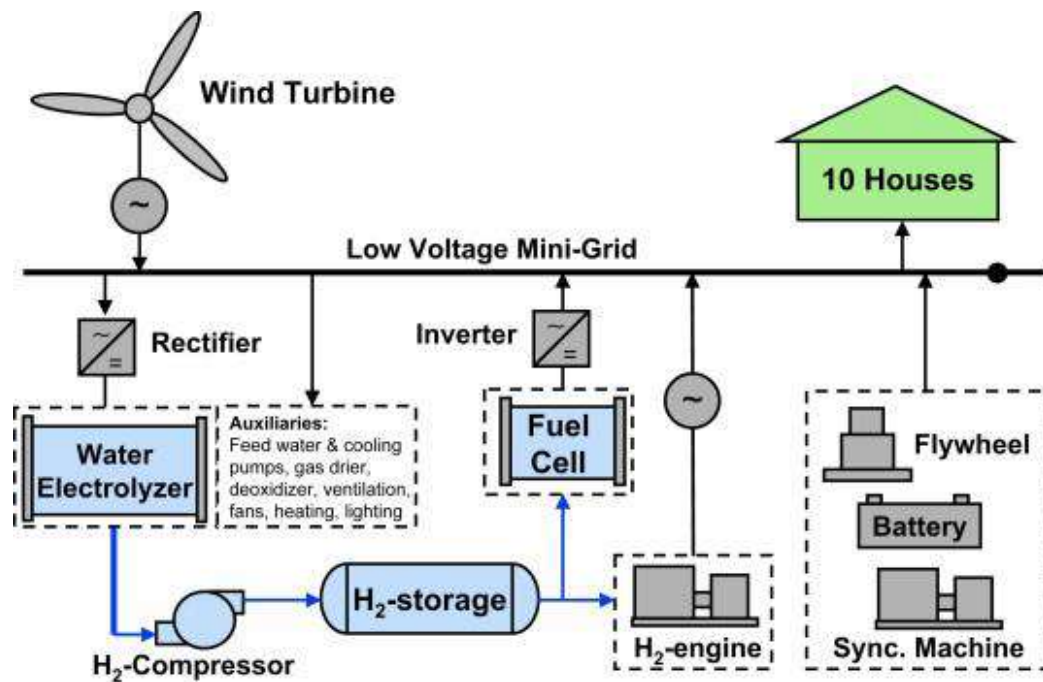 Wind Turbine
~
10 Houses
Low Voltage Mini-Grid
~
=
Rectifier
Inverter
~
=
~
Water
Electrolyzer
Auxiliaries:
Feed water & cooling
pumps, gas drier,
deoxidizer, ventilation,
fans, heating, lighting
Fuel
Cell
Flywheel
Battery
Sync. Machine
H₂-Compressor
H₂-storage
H₂-engine